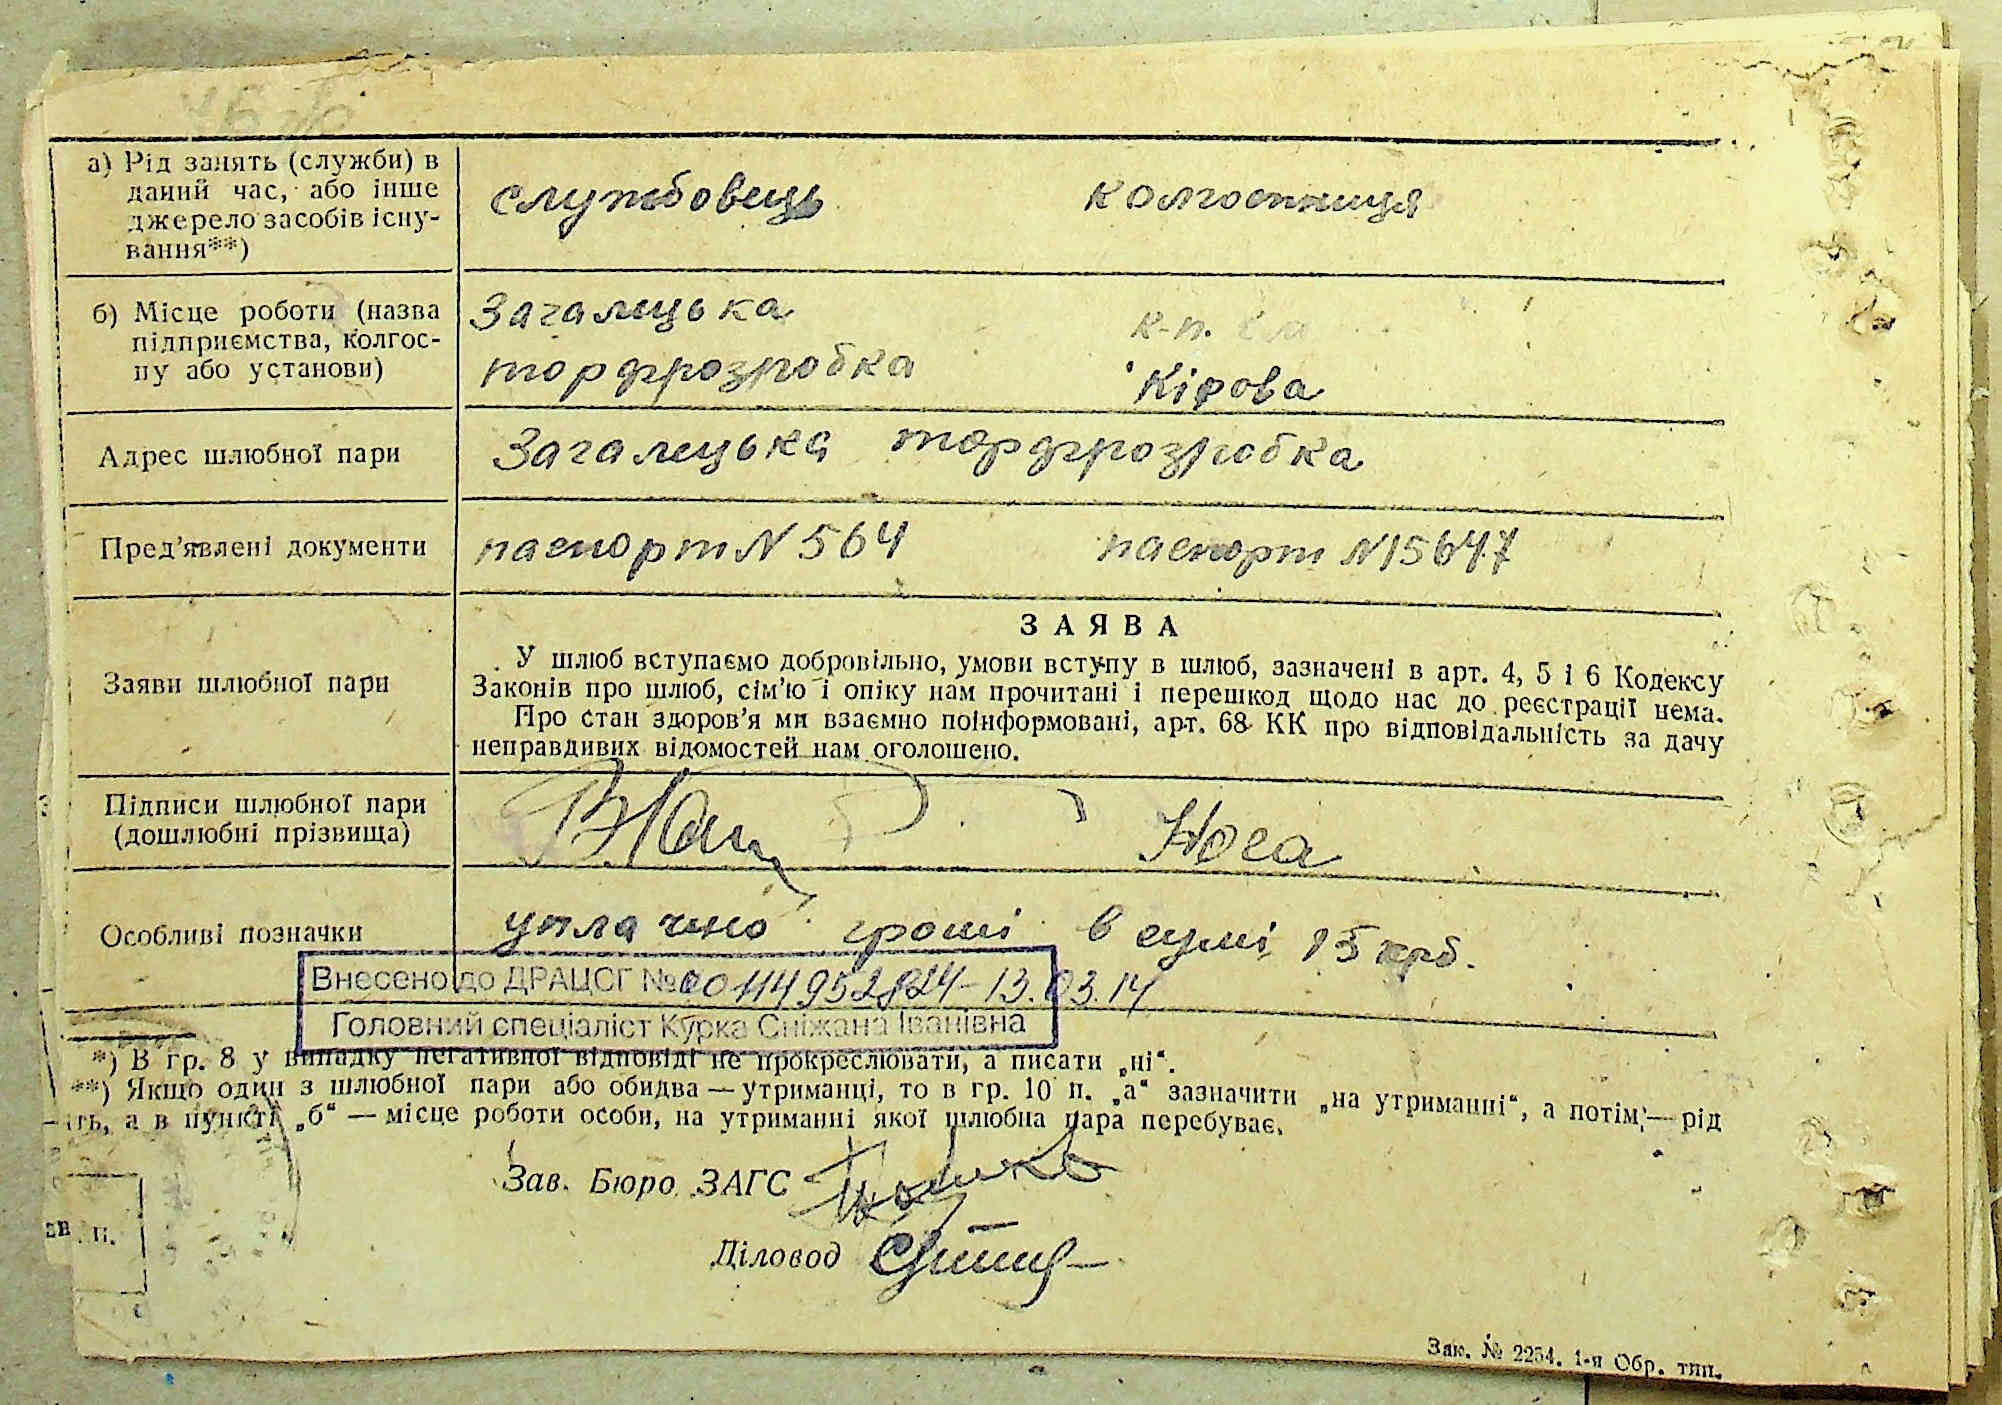 а) Рід занять (служби) в
даний час, або інше
джерело засобів існу-
вання**)
службовець колгоспниця
б) Місце роботи (назва
підприємства, колгос-
пу або установи)
Загалецька
торфрозробка
к-п.
Кірова
Адрес шлюбної пари
Загалецька торфрозробка
Пред'явлені документи
паспорт N 564 паспорт N 15647
Заяви шлюбної пари
ЗАЯВА
У шлюб вступаємо добровільно, умови вступу в шлюб, зазначені в арт. 4, 5 і 6 Кодексу
Законів про шлюб, сім'ю і опіку нам прочитані і перешкод щодо нас до реєстрації нема.
Про стан здоров'я ми взаємно поінформовані, арт. 68 КК про відповідальність за дачу
неправдивих відомостей нам оголошено.
Підписи шлюбної пари
(дошлюбні прізвища)
Нога
Особливі позначки
уплачно гроші в сумі 15 крб.
Внесено до ДРАЦСГ № 00114952824-13.03.14
Головний спеціаліст Курка Сніжана Іванівна
*) В гр. 8 у випадку негативної відповіді не прокреслювати, а писати „ні“.
**) Якщо один з шлюбної пари або обидва — утриманці, то в гр. 10 п. „а“ зазначити „на утриманні“, а потім — рід
ть, а в пункті „б“ — місце роботи особи, на утриманні якої шлюбна пара перебуває.
Зав. Бюро ЗАГС
п.
Діловод
Зак. № 2254. 1-я Обр. тип.